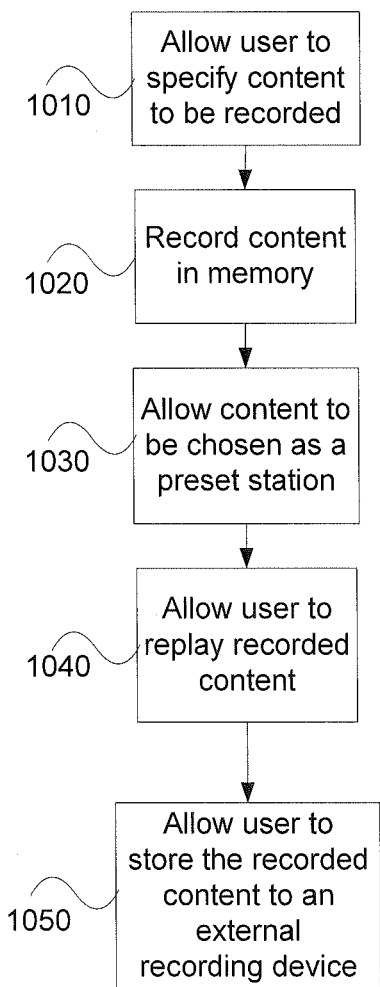 Allow user to
specify content
to be recorded
1010
Record content
in memory
1020
Allow content to
be chosen as a
preset station
1030
Allow user to
replay recorded
content
1040
Allow user to
store the recorded
content to an
external
recording device
1050